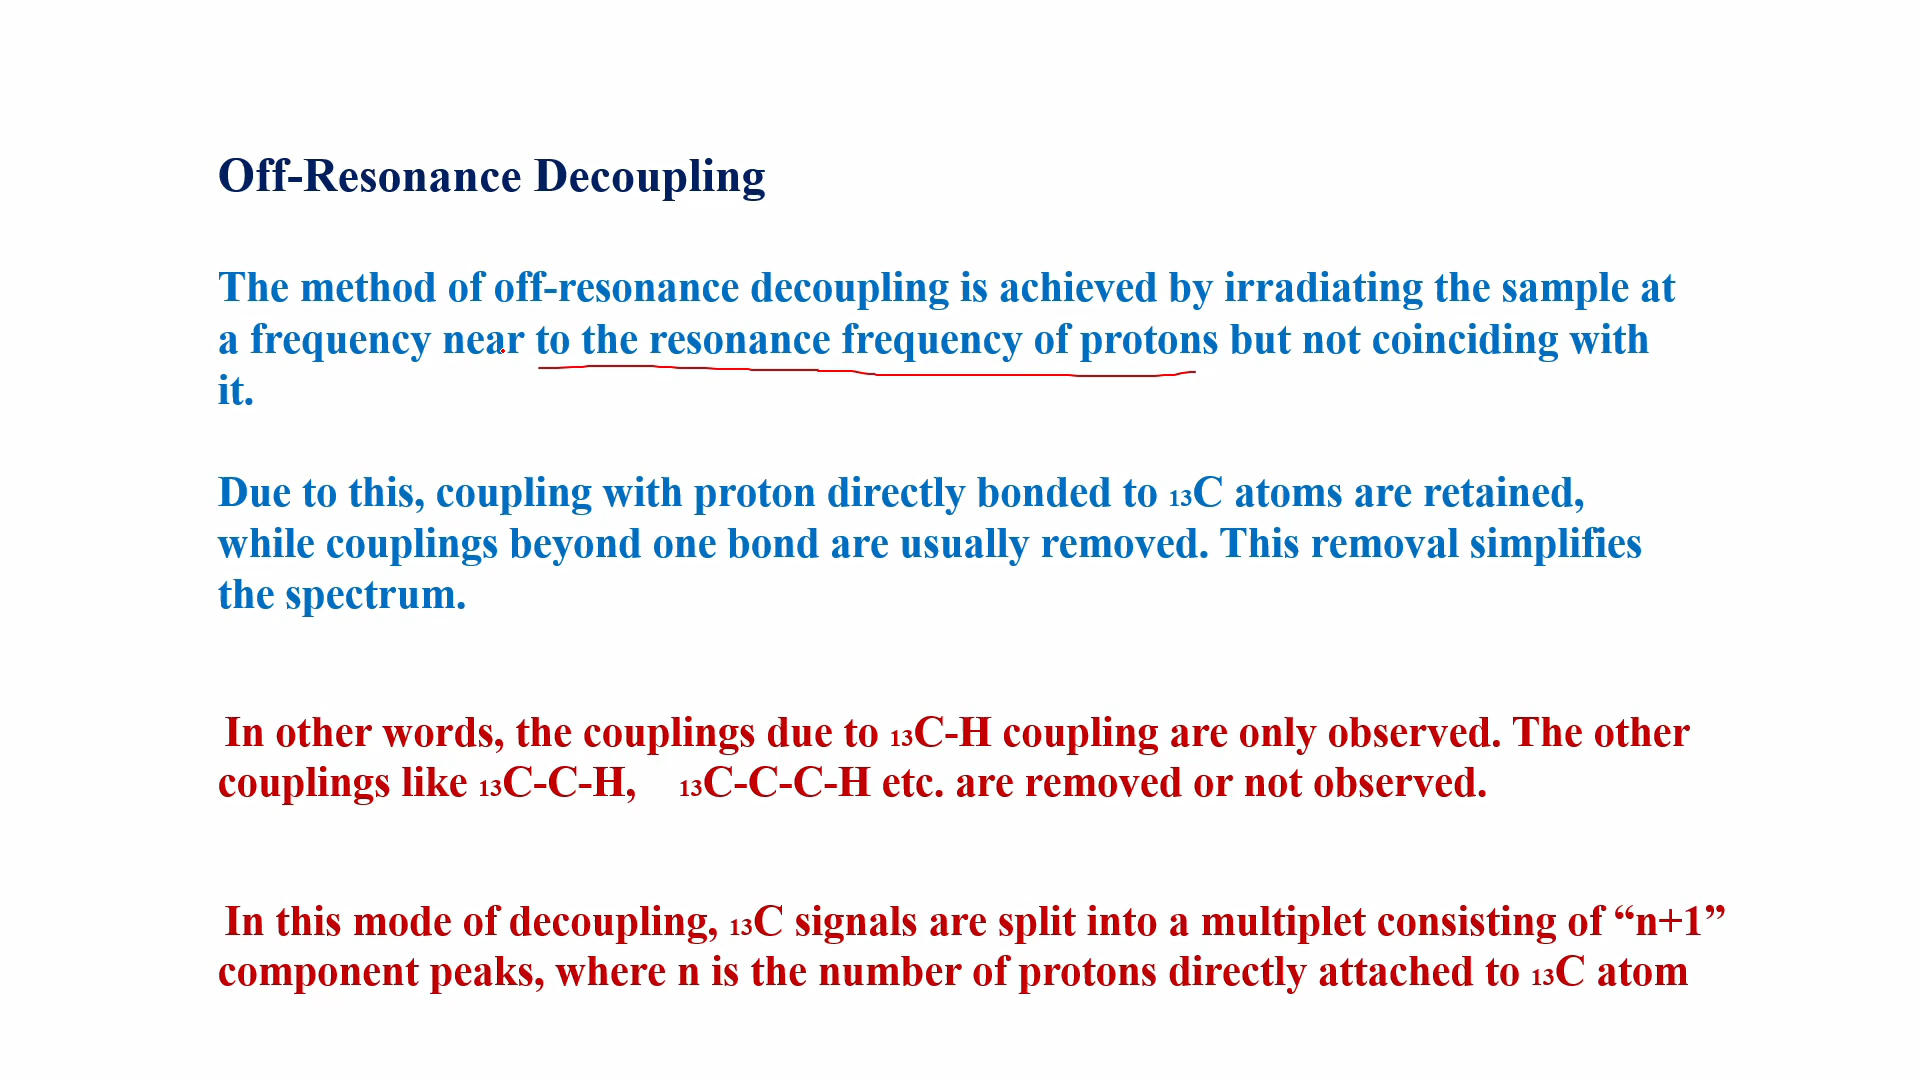 Off-Resonance Decoupling
The method of off-resonance decoupling is achieved by irradiating the sample at
a frequency near to the resonance frequency of protons but not coinciding with
it.
Due to this, coupling with proton directly bonded to 13C atoms are retained,
while couplings beyond one bond are usually removed. This removal simplifies
the spectrum.
In other words, the couplings due to 13C-H coupling are only observed. The other
couplings like 13C-C-H, 13C-C-C-H etc. are removed or not observed.
In this mode of decoupling, 13C signals are split into a multiplet consisting of “n+1”
component peaks, where n is the number of protons directly attached to 13C atom